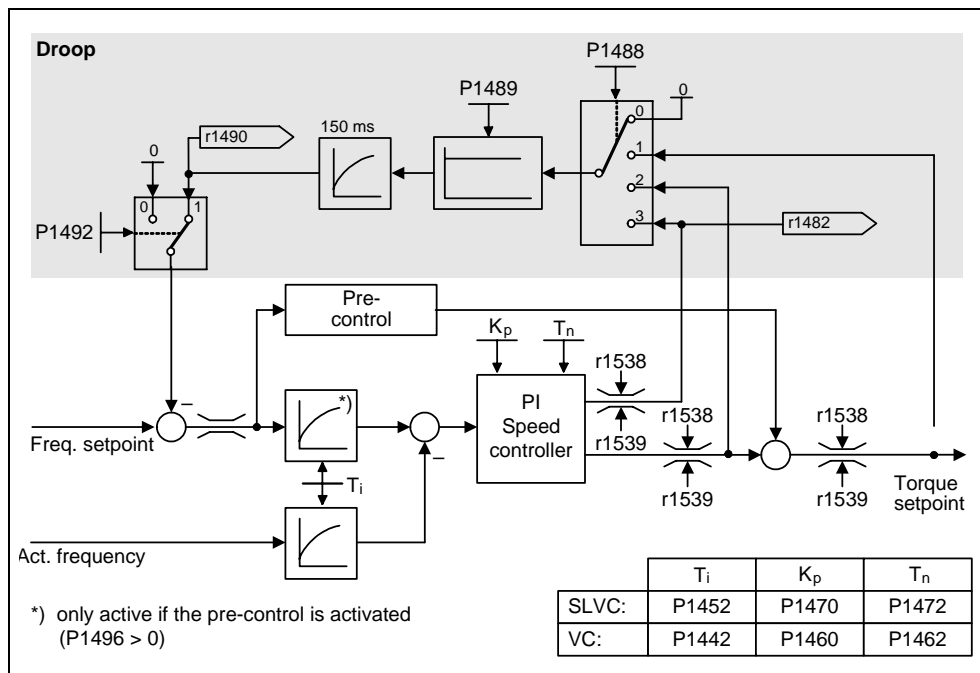 Droop
P1488
P1489
0
150 ms
r1490
0
1
2
3
0
0
1
P1492
r1482
Pre-
control
Kp
Tn
r1538
*)
PI
Speed
controller
r1538
r1538
–
Freq. setpoint
–
r1539
Ti
r1539
r1539
Torque
setpoint
Act. frequency
Ti
Kp
Tn
SLVC:
P1452
P1470
P1472
VC:
P1442
P1460
P1462
*) only active if the pre-control is activated
(P1496 > 0)